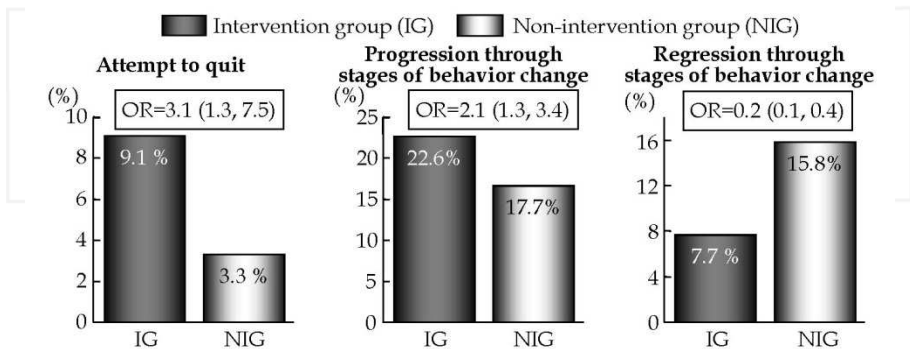 Intervention group (IG) Non-intervention group (NIG)
Attempt to quit
(%)
OR=3.1 (1.3, 7.5)
10
8
6
4
2
0
9.1 %
3.3 %
IG NIG
Progression through
stages of behavior change
(%)
OR=2.1 (1.3, 3.4)
25
20
15
10
5
0
22.6%
17.7%
IG NIG
Regression through
stages of behavior change
(%)
OR=0.2 (0.1, 0.4)
16
12
8
4
0
7.7 %
15.8%
IG NIG